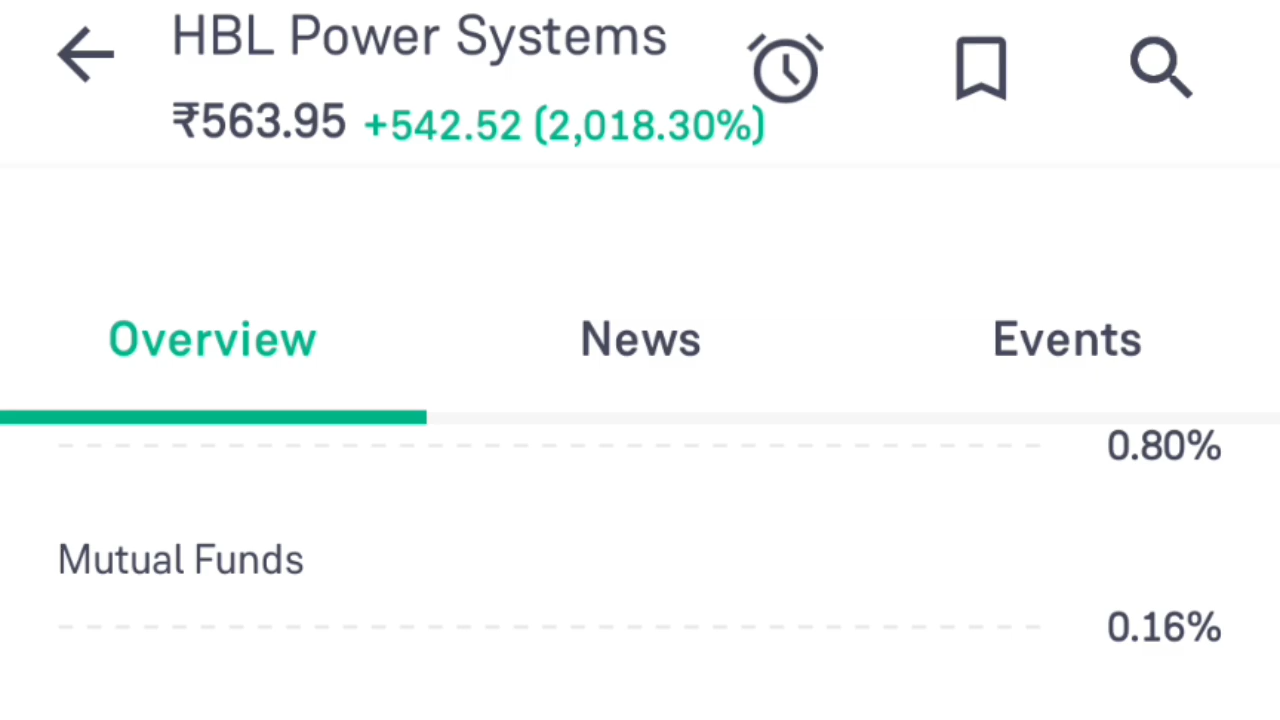 HBL Power Systems
₹563.95 +542.52 (2,018.30%)
Overview News Events
0.80%
Mutual Funds
0.16%